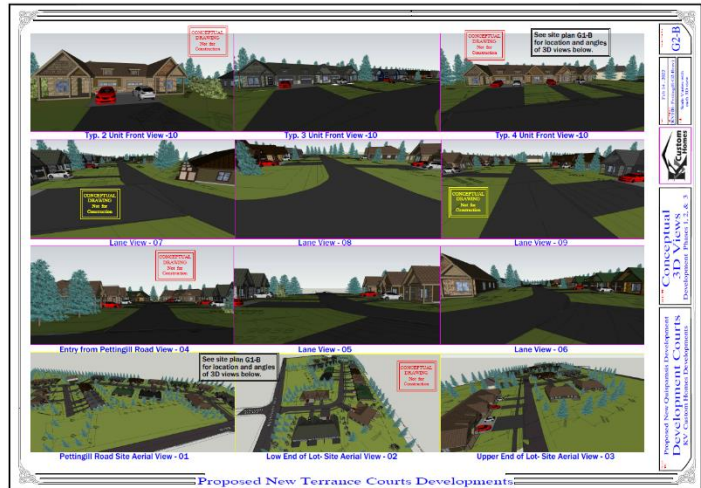 CONCEPTUAL
DRAWING
Not for
Construction
CONCEPTUAL
DRAWING
Not for
Construction
See site plan G1-B
for location and angles
of 3D views below.
Typ. 2 Unit Front View -10
Typ. 3 Unit Front View -10
Typ. 4 Unit Front View -10
CONCEPTUAL
DRAWING
Not for
Construction
CONCEPTUAL
DRAWING
Not for
Construction
Lane View - 07
Lane View - 08
Lane View - 09
CONCEPTUAL
DRAWING
Not for
Construction
Entry from Pettingill Road View - 04
Lane View - 05
Lane View - 06
See site plan G1-B
for location and angles
of 3D views below.
CONCEPTUAL
DRAWING
Not for
Construction
Pettingill Road Site Aerial View - 01
Low End of Lot- Site Aerial View - 02
Upper End of Lot- Site Aerial View - 03
Proposed New Terrance Courts Developments
G2-B
Custom
Homes
Conceptual
3D Views
Development Phases 1, 2, & 3
Development Courts
KV Custom Homes Developments